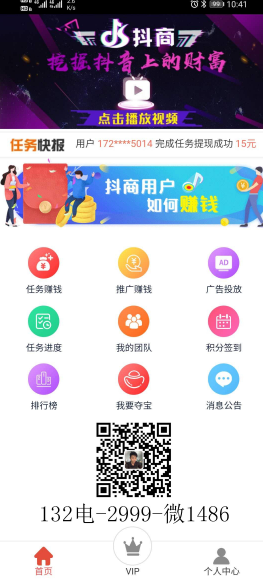 10:41
抖商
挖掘抖音上的财富
点击播放视频
任务快报 用户 172****5014 完成任务提现成功 15元
抖商用户
如何赚钱
任务赚钱 推广赚钱 AD 广告投放
任务进度 我的团队 积分签到
排行榜 我要夺宝 消息公告
132电-2999-微1486
首页 VIP 个人中心